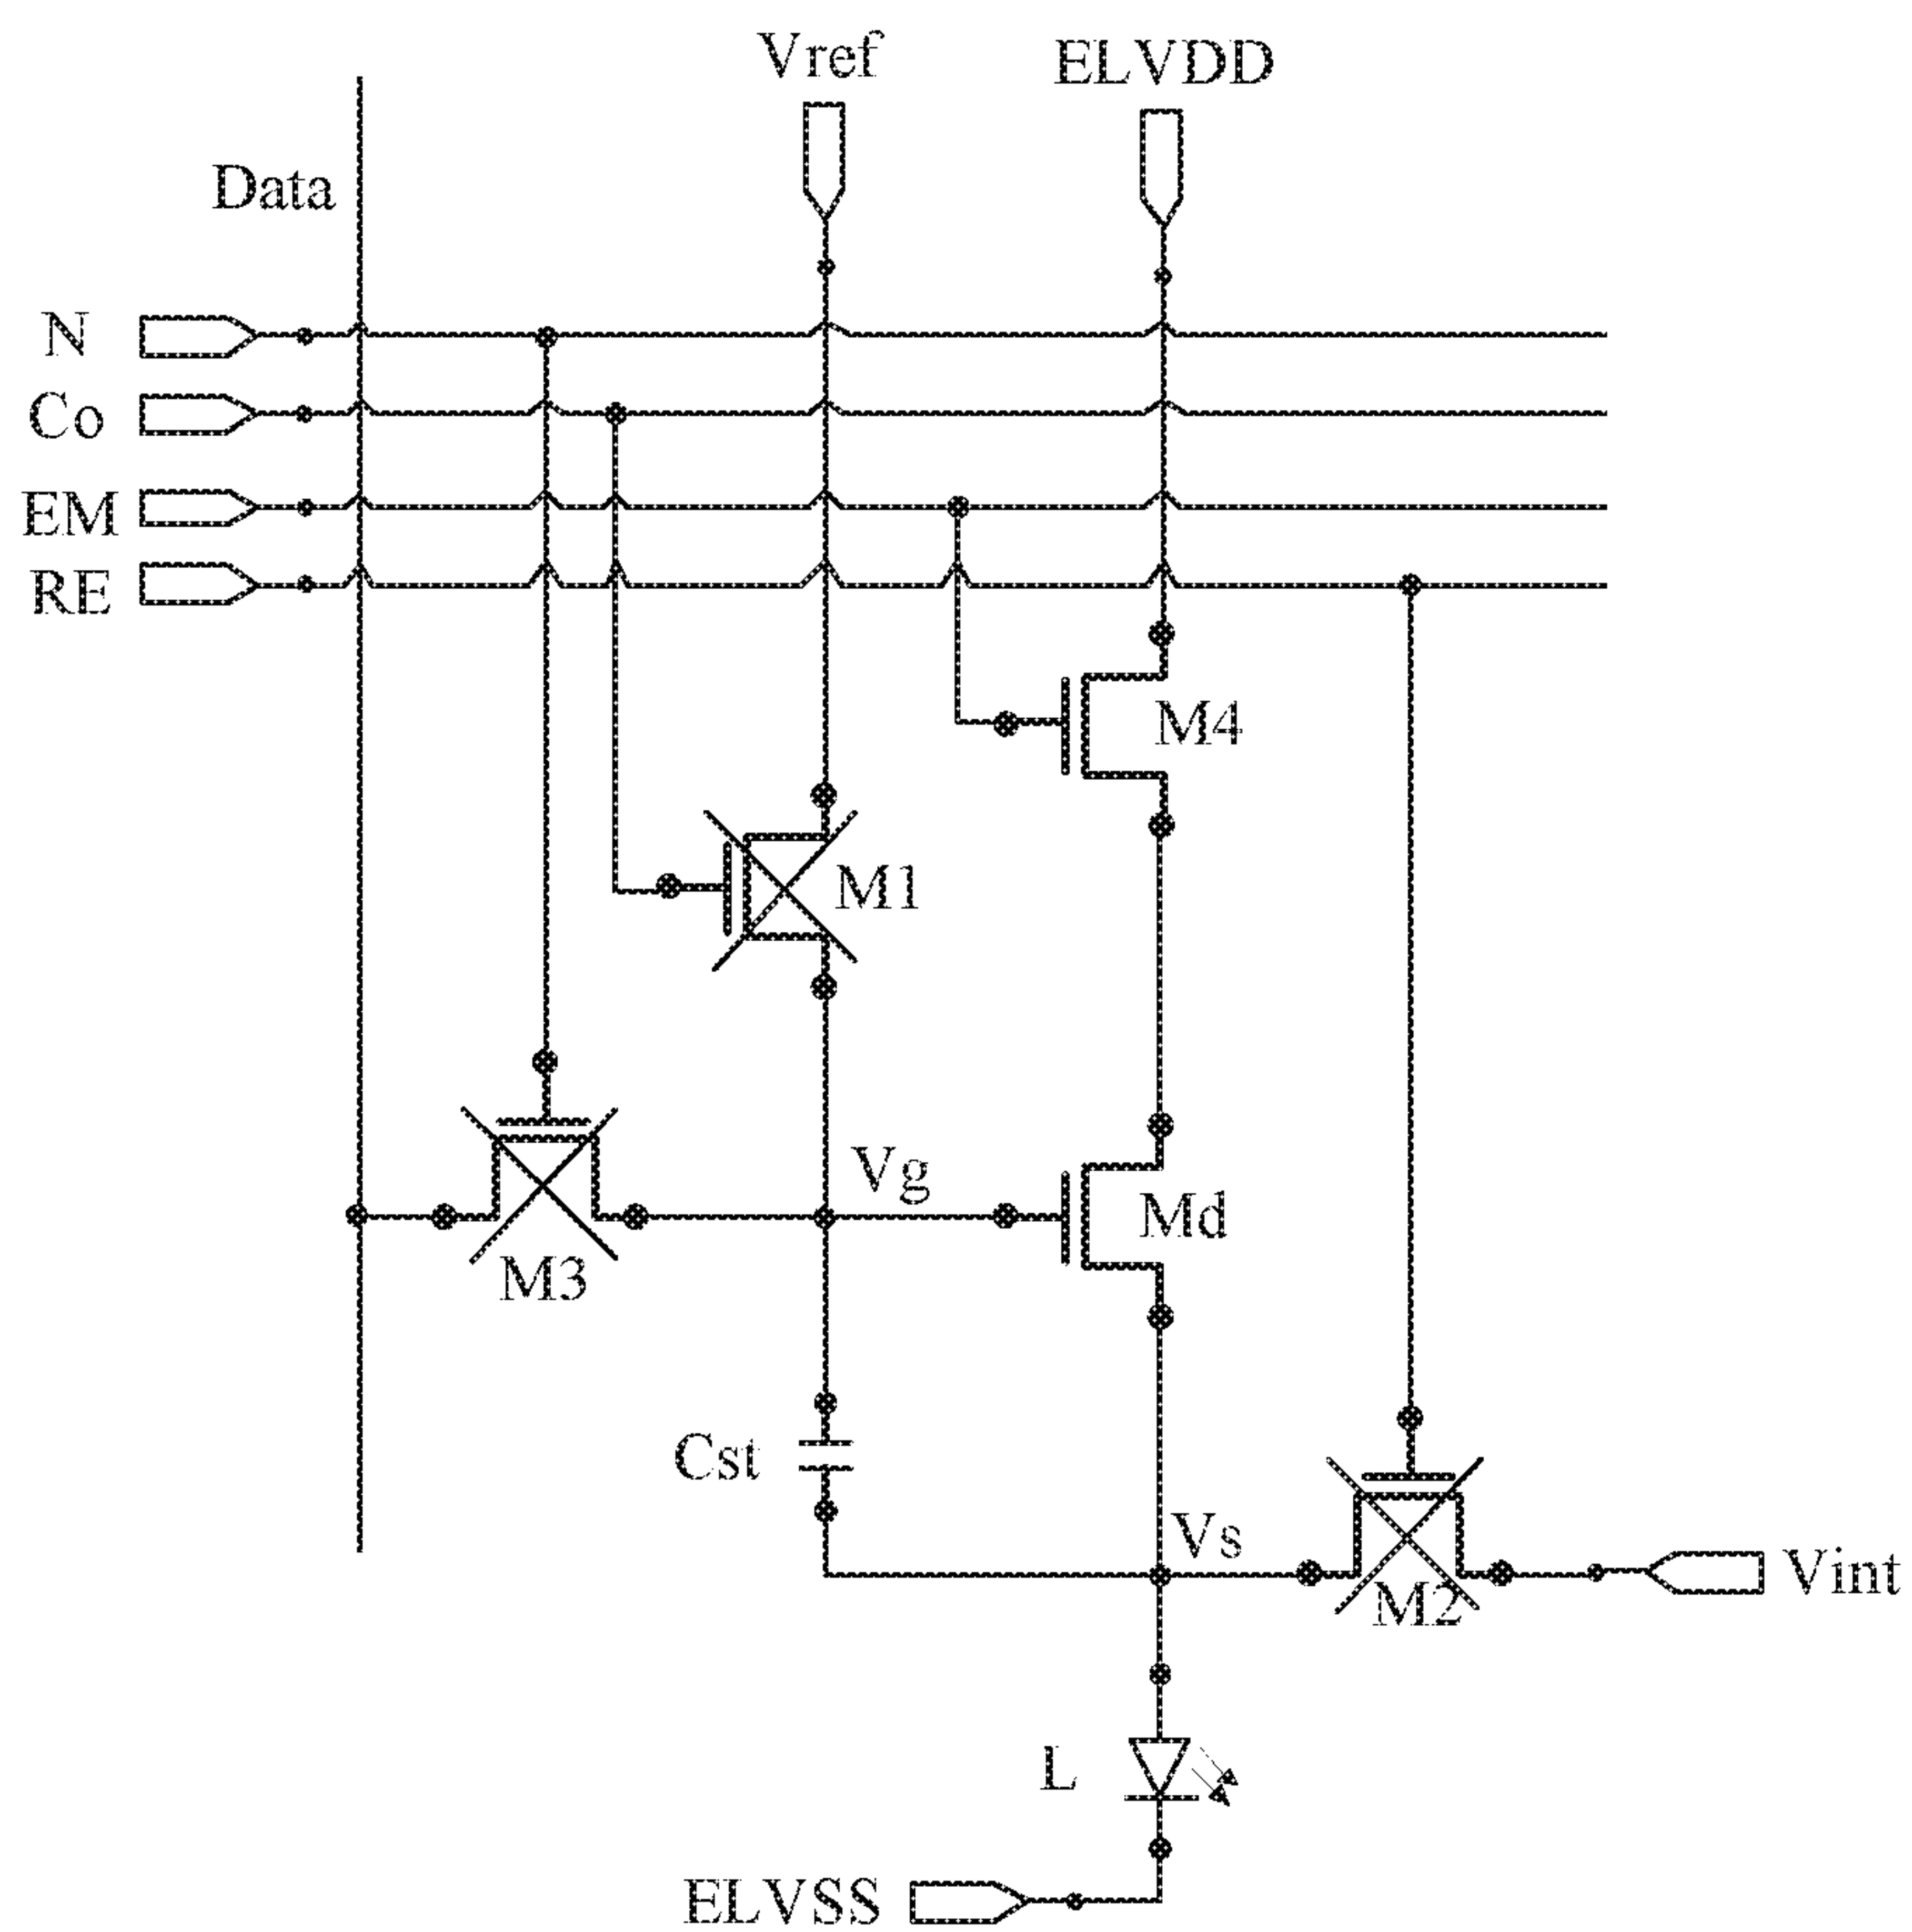 Vref
ELVDD
Data
N
Co
EM
RE
M4
M1
Vg
Md
M3
Cst
Vs
Vint
M2
L
ELVSS